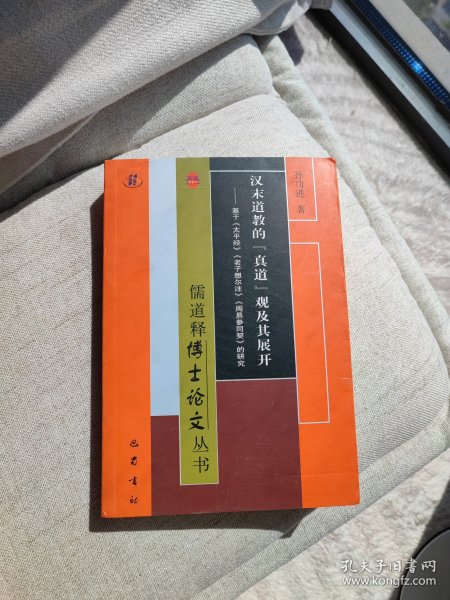 孙功进 著
汉末道教的「真道」观及其展开
——基于《太平经》《老子想尔注》《周易参同契》的研究
儒道释博士论文丛书
巴蜀书社
孔夫子旧书网
www.kongfz.com